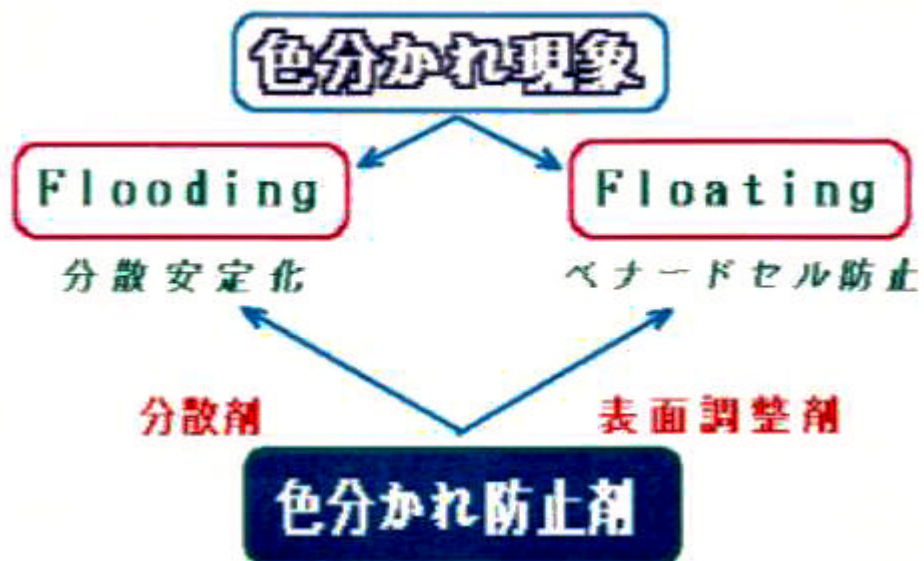 色分かれ現象
Flooding
Floating
分散安定化
ベナードセル防止
分散剤
表面調整剤
色分かれ防止剤